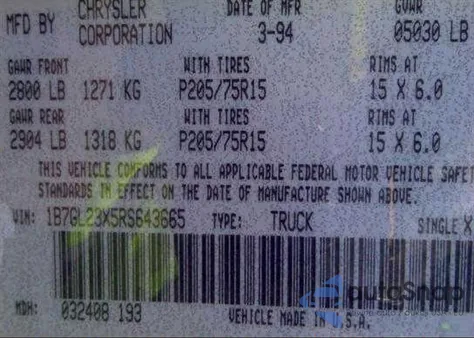 MFD BY CHRYSLER CORPORATION DATE OF MFR 3-94 GVWR 05030 LB
GAWR FRONT WITH TIRES RIMS AT
2800 LB 1271 KG P205/75R15 15 X 6.0
GAWR REAR WITH TIRES RIMS AT
2904 LB 1318 KG P205/75R15 15 X 6.0
THIS VEHICLE CONFORMS TO ALL APPLICABLE FEDERAL MOTOR VEHICLE SAFET
STANDARDS IN EFFECT ON THE DATE OF MANUFACTURE SHOWN ABOVE.
VIN: 1B7GL23X5RS643665 TYPE: TRUCK SINGLE X
MDH: 032408 193 VEHICLE MADE IN U.S.A.
autoSnap